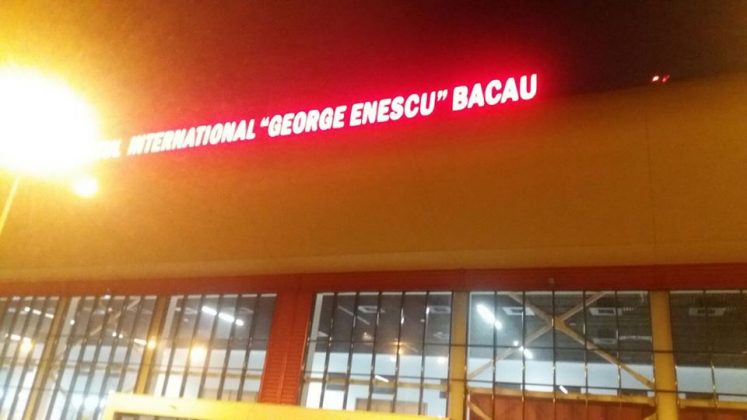 INTERNATIONAL "GEORGE ENESCU" BACAU